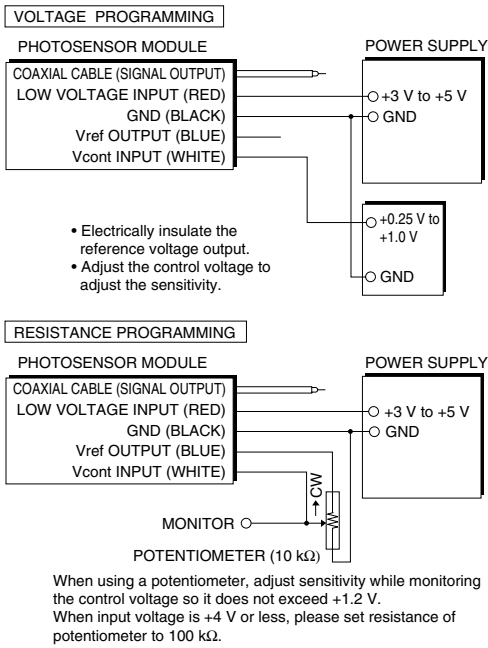 VOLTAGE PROGRAMMING
PHOTOSENSOR MODULE
POWER SUPPLY
COAXIAL CABLE (SIGNAL OUTPUT)
LOW VOLTAGE INPUT (RED)
+3 V to +5 V
GND (BLACK)
GND
Vref OUTPUT (BLUE)
Vcont INPUT (WHITE)
+0.25 V to
+1.0 V
GND
• Electrically insulate the
reference voltage output.
• Adjust the control voltage to
adjust the sensitivity.
RESISTANCE PROGRAMMING
PHOTOSENSOR MODULE
POWER SUPPLY
COAXIAL CABLE (SIGNAL OUTPUT)
LOW VOLTAGE INPUT (RED)
+3 V to +5 V
GND (BLACK)
GND
Vref OUTPUT (BLUE)
Vcont INPUT (WHITE)
CW
MONITOR
POTENTIOMETER (10 kΩ)
When using a potentiometer, adjust sensitivity while monitoring
the control voltage so it does not exceed +1.2 V.
When input voltage is +4 V or less, please set resistance of
potentiometer to 100 kΩ.